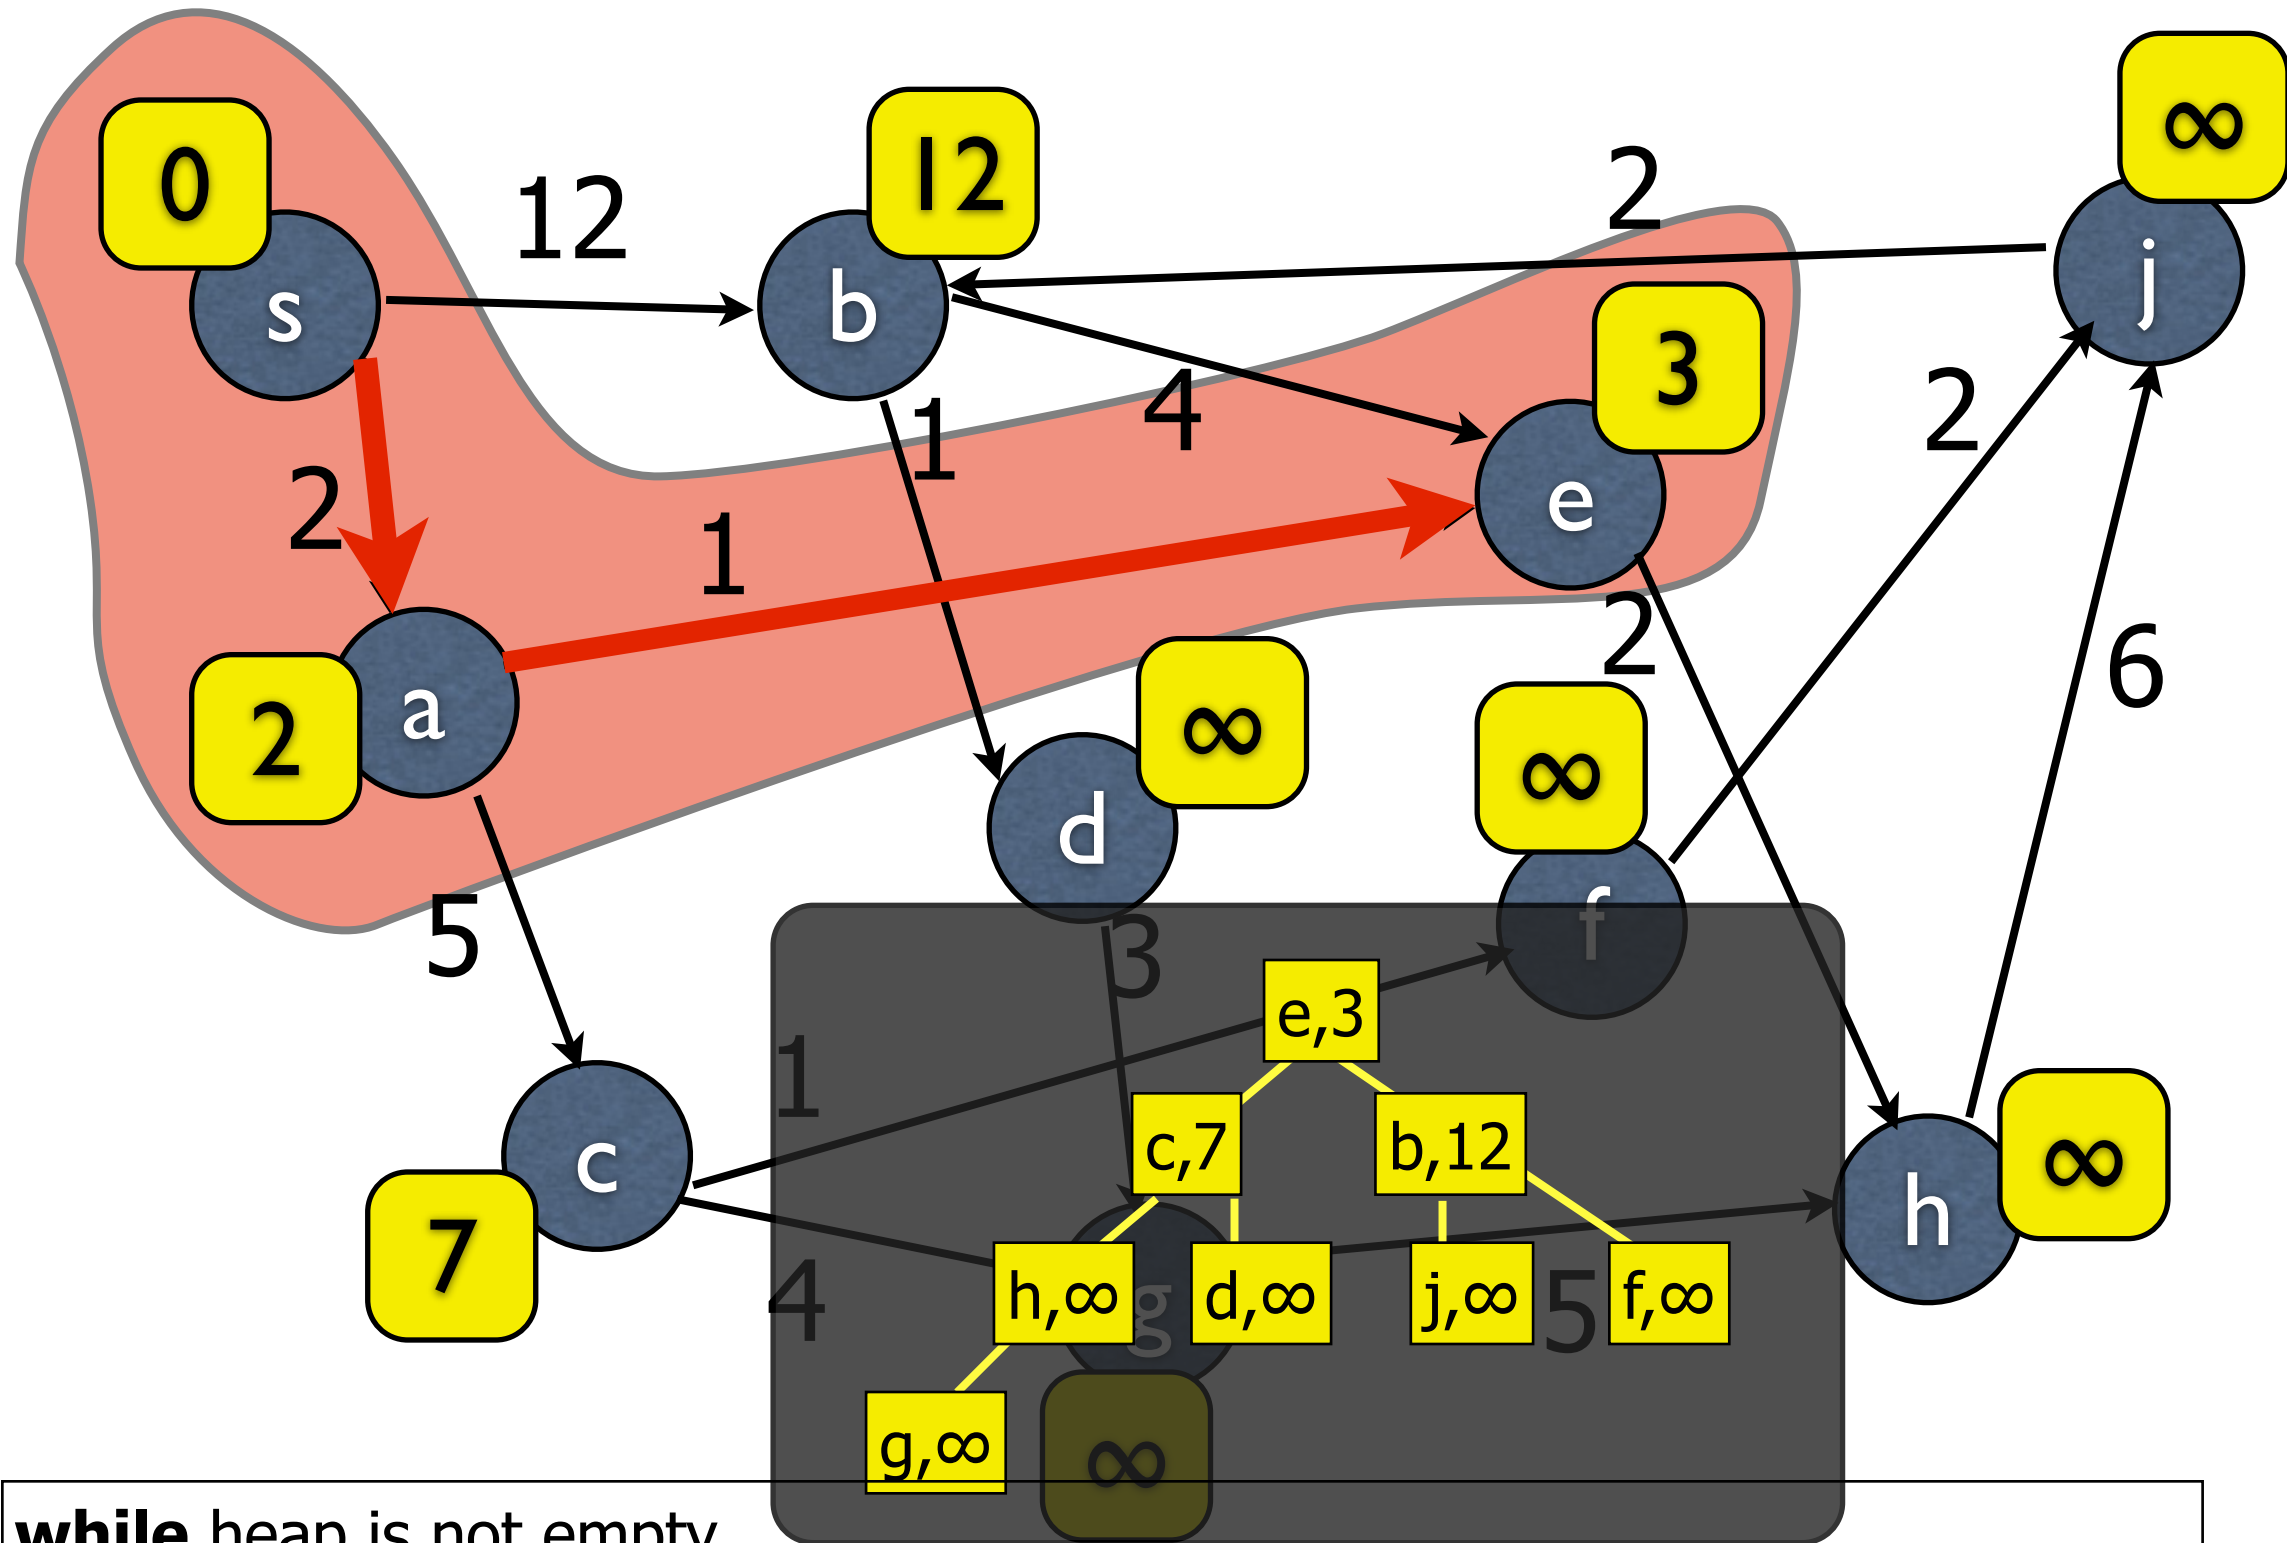 ∞
0
12
12
2
s
b
j
3
4
1
2
2
1
e
2
6
2
a
∞
∞
d
f
5
3
e,3
1
c,7
b,12
c
∞
h
7
4
h,∞
g
d,∞
j,∞
5
f,∞
g,∞
∞
while heap is not empty